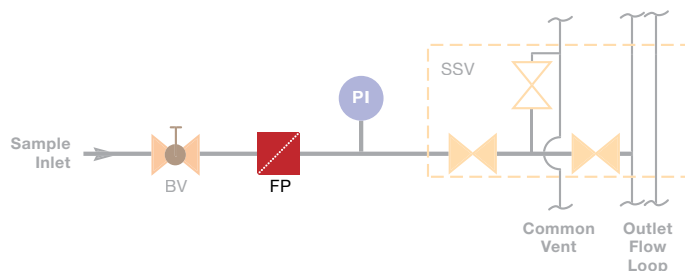 SSV
PI
Sample
Inlet
BV
FP
Common
Vent
Outlet
Flow
Loop